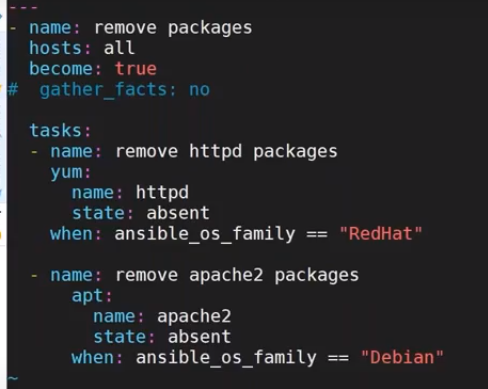 ---
- name: remove packages
  hosts: all
  become: true
#  gather_facts: no

  tasks:
  - name: remove httpd packages
    yum:
      name: httpd
      state: absent
    when: ansible_os_family == "RedHat"

  - name: remove apache2 packages
      apt:
        name: apache2
        state: absent
      when: ansible_os_family == "Debian"
~